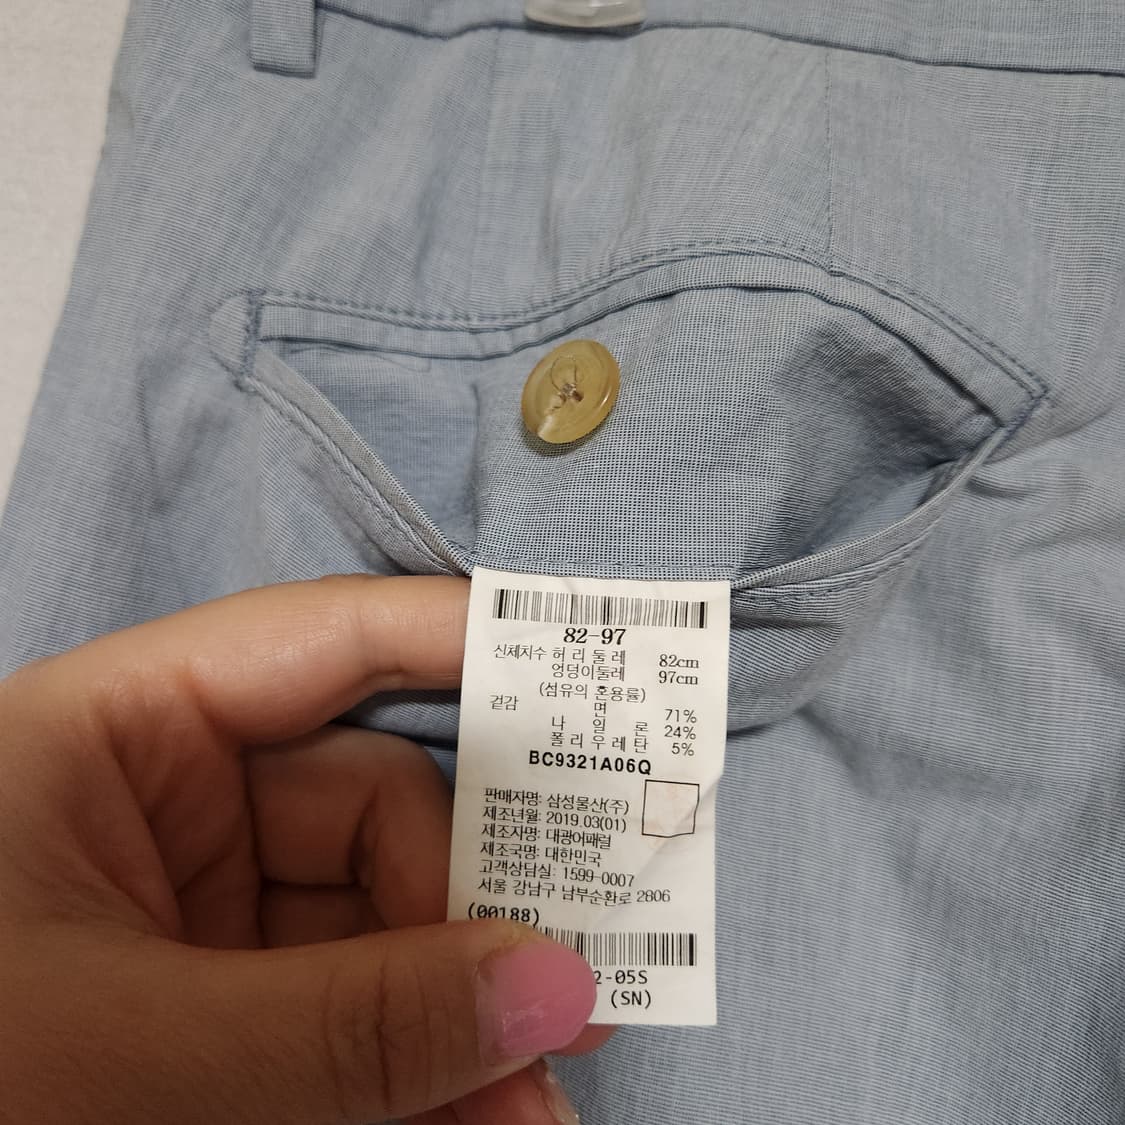 82-97
신체치수 허 리 둘 레 82cm
엉덩이둘레 97cm
(섬유의 혼용률)
겉감 면 71%
나 일 론 24%
폴 리 우 레 탄 5%
BC9321A06Q
판매자명: 삼성물산(주)
제조년월: 2019.03(01)
제조자명: 대광어패럴
제조국명: 대한민국
고객상담실: 1599-0007
서울 강남구 남부순환로 2806
(00188)
2-05S
(SN)